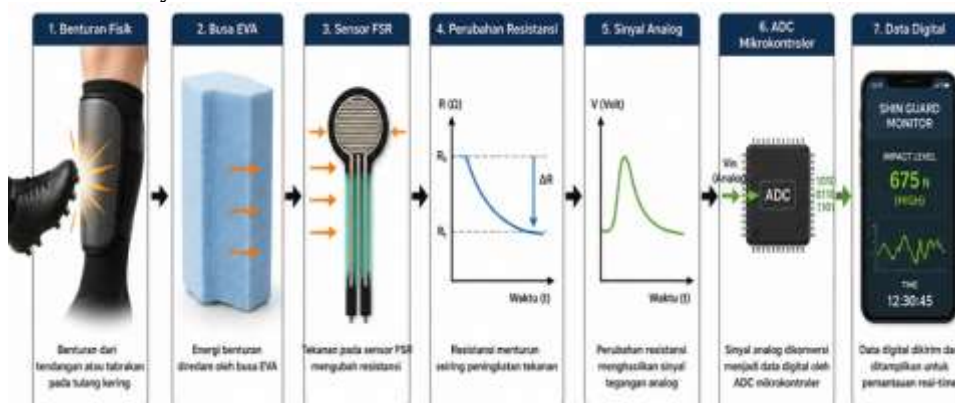 1. Benturan Fisik
2. Busa EVA
3. Sensor FSR
4. Perubahan Resistansi
5. Sinyal Analog
6. ADC
Mikrokontroler
7. Data Digital
R (Ω)
ΔR
Waktu (t)
V (Volt)
Waktu (t)
Vin
(Analog)
ADC
SHIN GUARD
MONITOR
IMPACT LEVEL
675 N
(HIGH)
TIME
12:30:45
Benturan dari
tendangan atau tabrakan
pada tulang kering
Energi benturan
diredam oleh busa EVA
Tekanan pada sensor FSR
mengubah resistansi
Resistansi menurun
seiring peningkatan tekanan
Perubahan resistansi
menghasilkan sinyal
tegangan analog
Sinyal analog dikonversi
menjadi data digital oleh
ADC mikrokontroler
Data digital dikirim da
ditampilkan untuk
pemantauan real-time